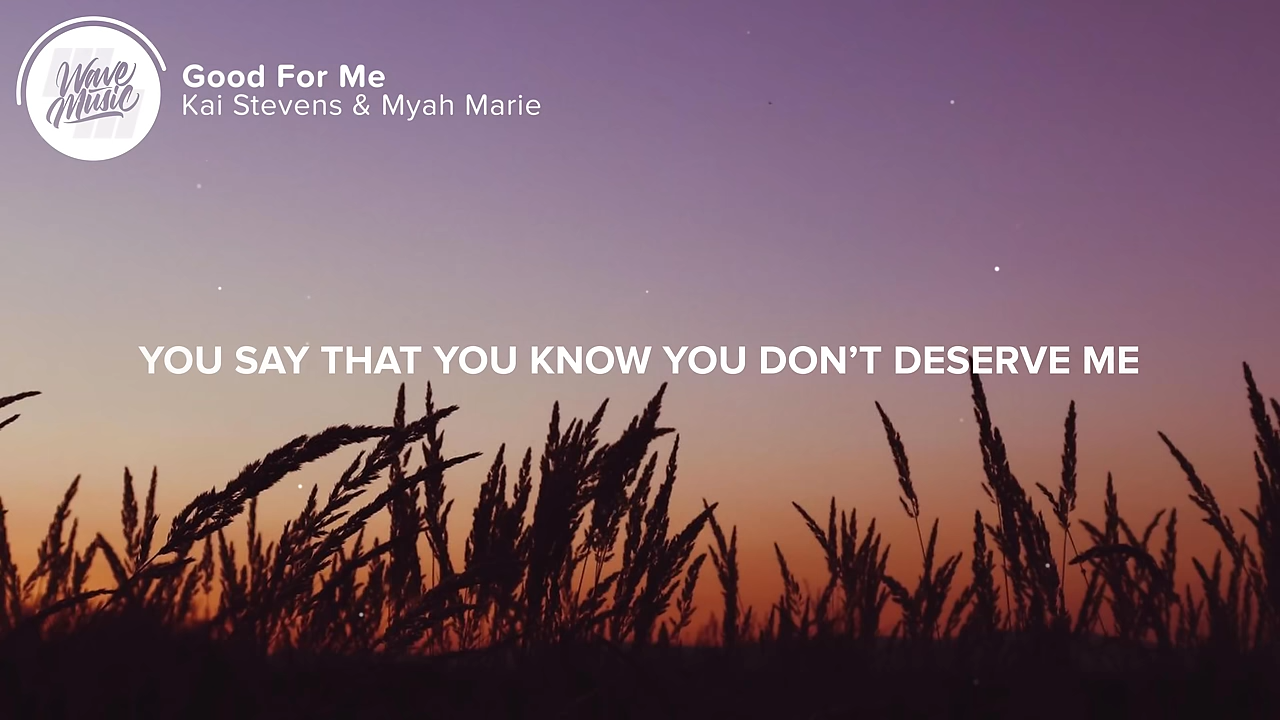 Wave
Music
Good For Me
Kai Stevens & Myah Marie
YOU SAY THAT YOU KNOW YOU DON’T DESERVE ME